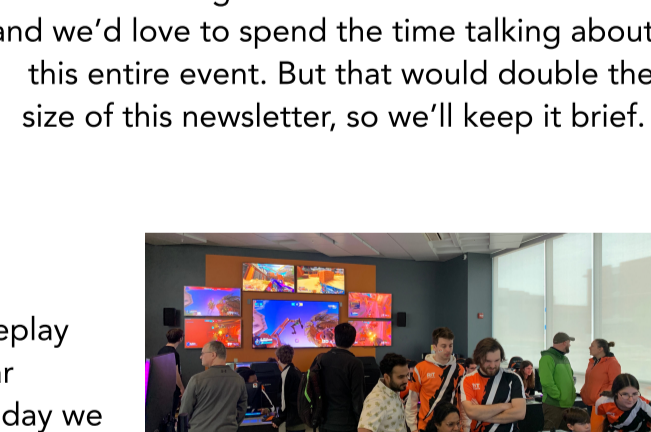 and we'd love to spend the time talking about
this entire event. But that would double the
size of this newsletter, so we'll keep it brief.
eplay
ar
day we